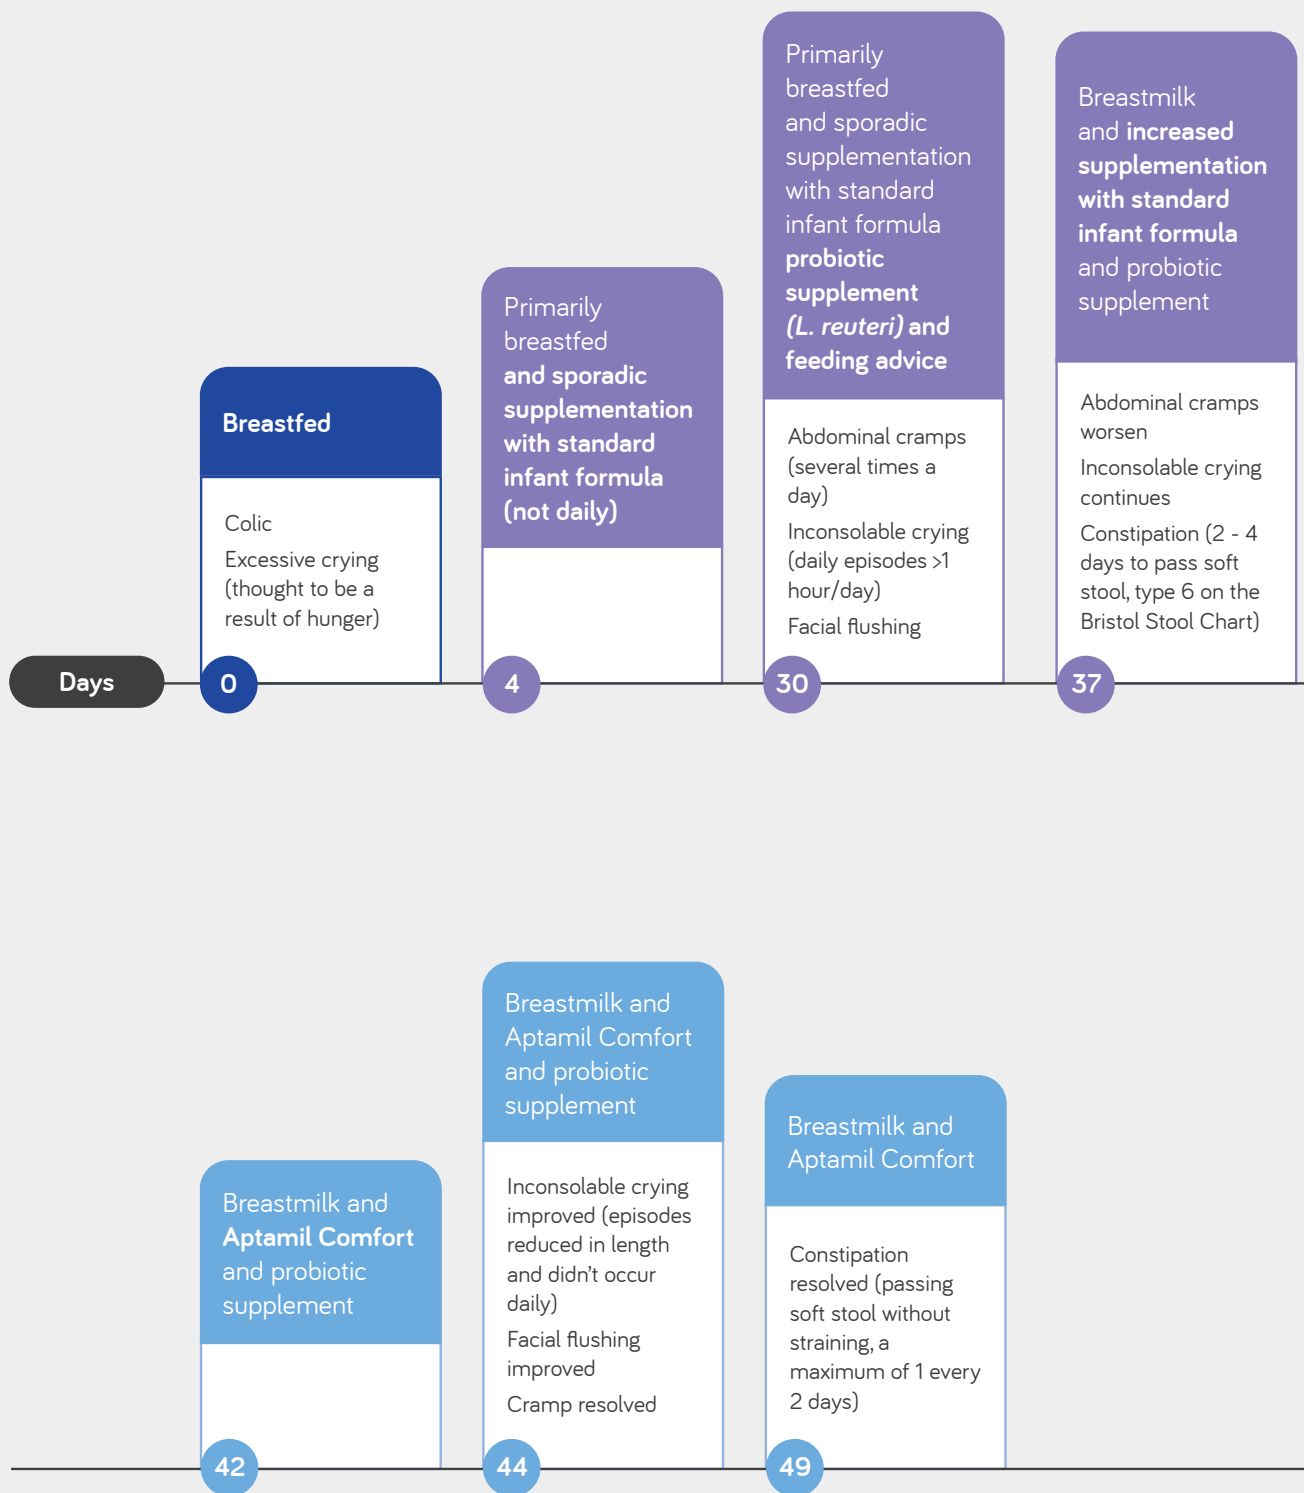 Breastfed
Colic
Excessive crying
(thought to be a
result of hunger)
Primarily
breastfed
and sporadic
supplementation
with standard
infant formula
(not daily)
Primarily
breastfed
and sporadic
supplementation
with standard
infant formula
probiotic
supplement
(L. reuteri) and
feeding advice
Abdominal cramps
(several times a
day)
Inconsolable crying
(daily episodes >1
hour/day)
Facial flushing
Breastmilk
and increased
supplementation
with standard
infant formula
and probiotic
supplement
Abdominal cramps
worsen
Inconsolable crying
continues
Constipation (2 - 4
days to pass soft
stool, type 6 on the
Bristol Stool Chart)
Days
0
4
30
37
Breastmilk and
Aptamil Comfort
and probiotic
supplement
Breastmilk and
Aptamil Comfort
and probiotic
supplement
Inconsolable crying
improved (episodes
reduced in length
and didn't occur
daily)
Facial flushing
improved
Cramp resolved
Breastmilk and
Aptamil Comfort
Constipation
resolved (passing
soft stool without
straining, a
maximum of 1 every
2 days)
42
44
49